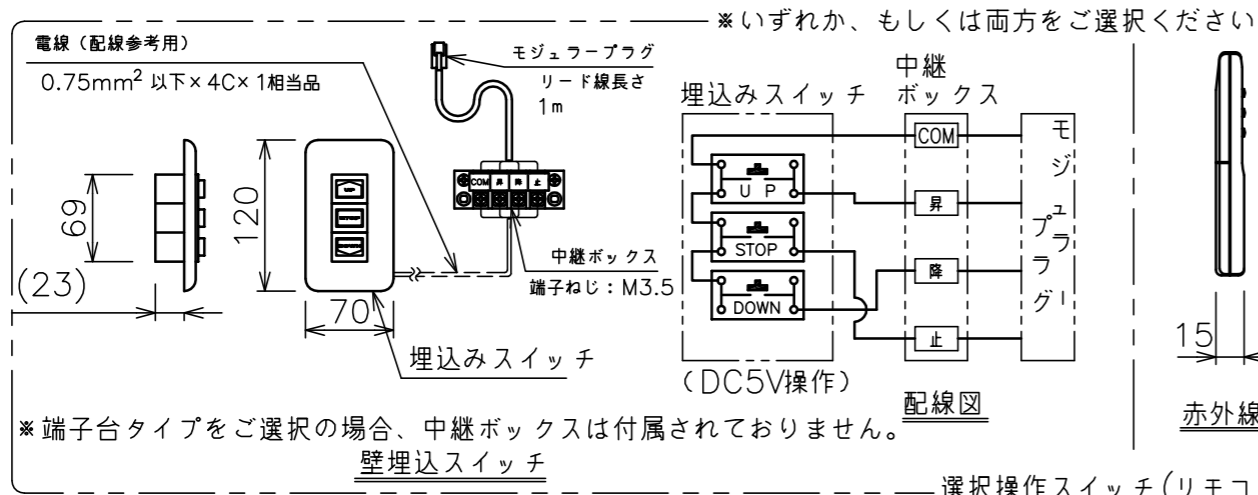 ※いずれか、もしくは両方をご選択ください
電線（配線参考用）
0.75mm² 以下×4C×1相当品
モジュラープラグ
リード線長さ
1m
69
(23)
120
70
UP
COM 昇 降 止
中継ボックス
端子ねじ：M3.5
埋込みスイッチ
埋込みスイッチ
中継
ボックス
COM
UP
昇
STOP
降
DOWN
止
モジュラープラグ
(DC5V操作)
配線図
15
赤外線
※端子台タイプをご選択の場合、中継ボックスは付属されておりません。
壁埋込スイッチ
選択操作スイッチ(リモコ